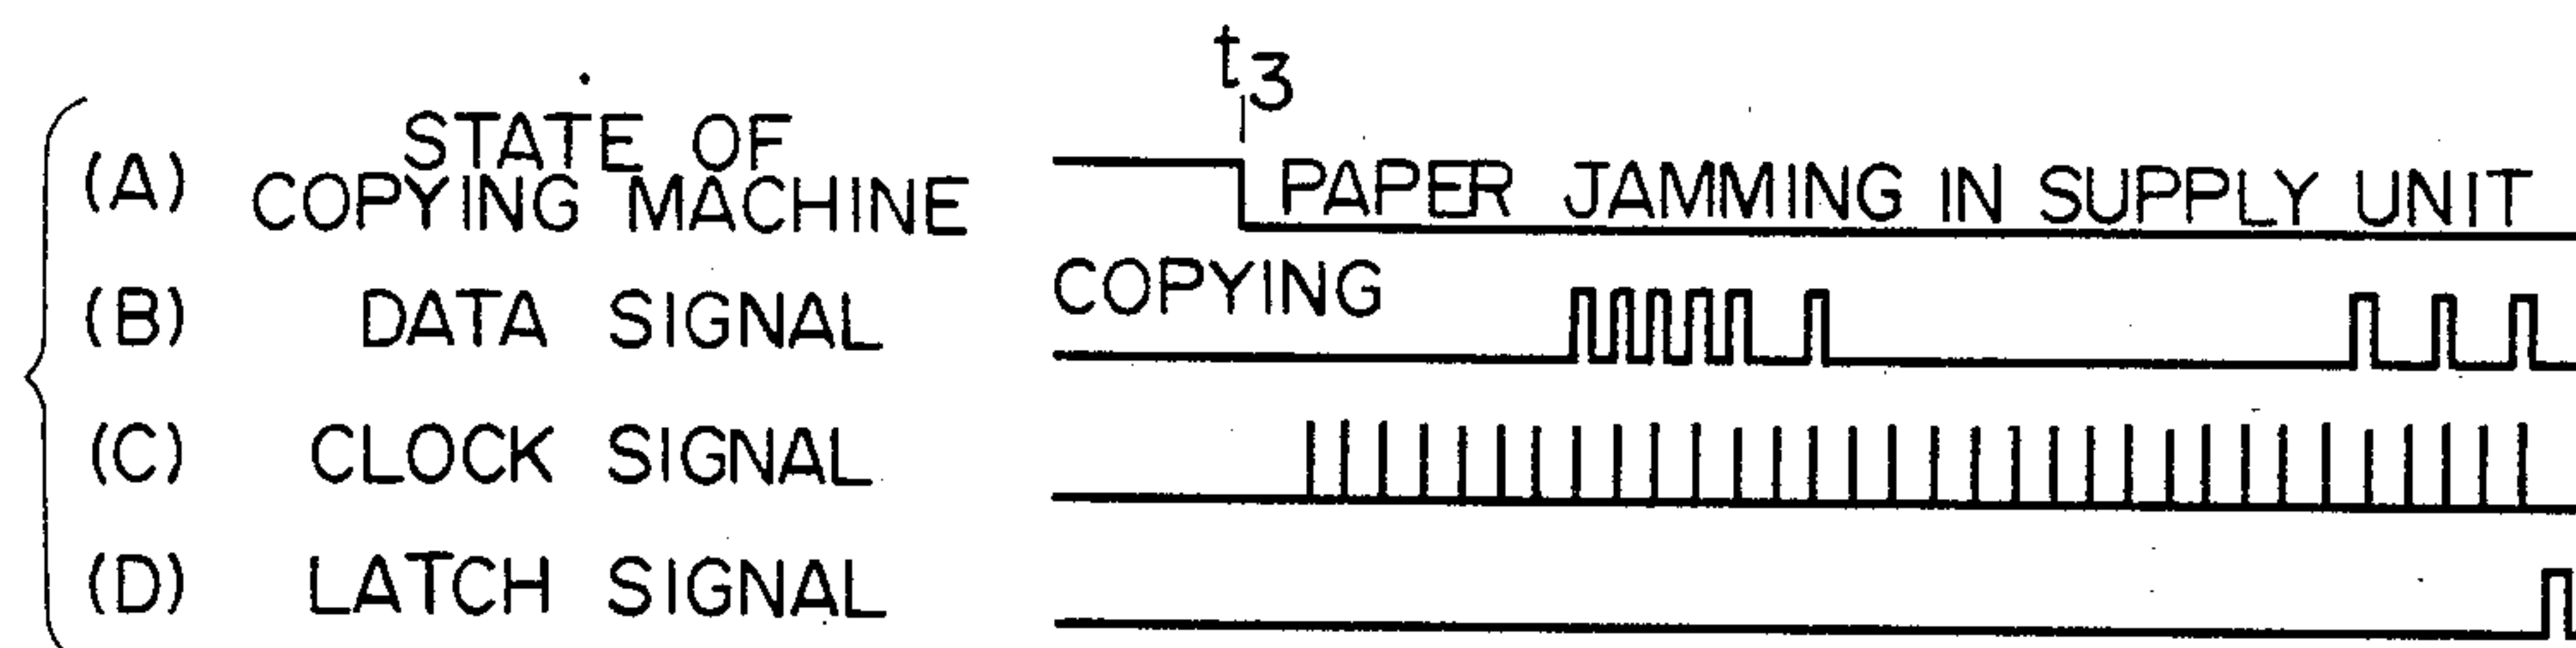 t3
(A) STATE OF
COPYING MACHINE
PAPER JAMMING IN SUPPLY UNIT
COPYING
(B) DATA SIGNAL
(C) CLOCK SIGNAL
(D) LATCH SIGNAL